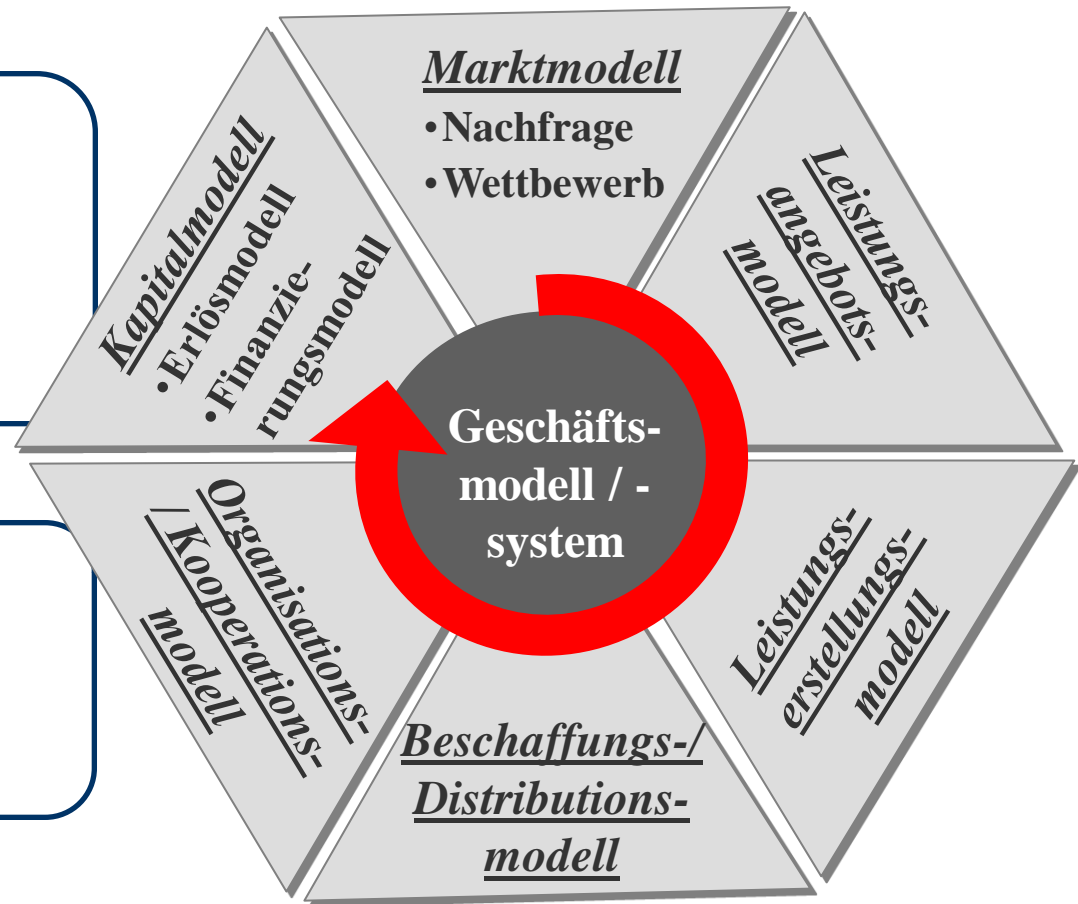 Marktmodell
•Nachfrage
•Wettbewerb
Leistungs-
angebots-
modell
Leistungs-
erstellungs-
modell
Beschaffungs-/
Distributions-
modell
Organisations-
/ Kooperations-
modell
Kapitalmodell
•Erlösmodell
•Finanzie-
rungsmodell
Geschäfts-
modell / -
system